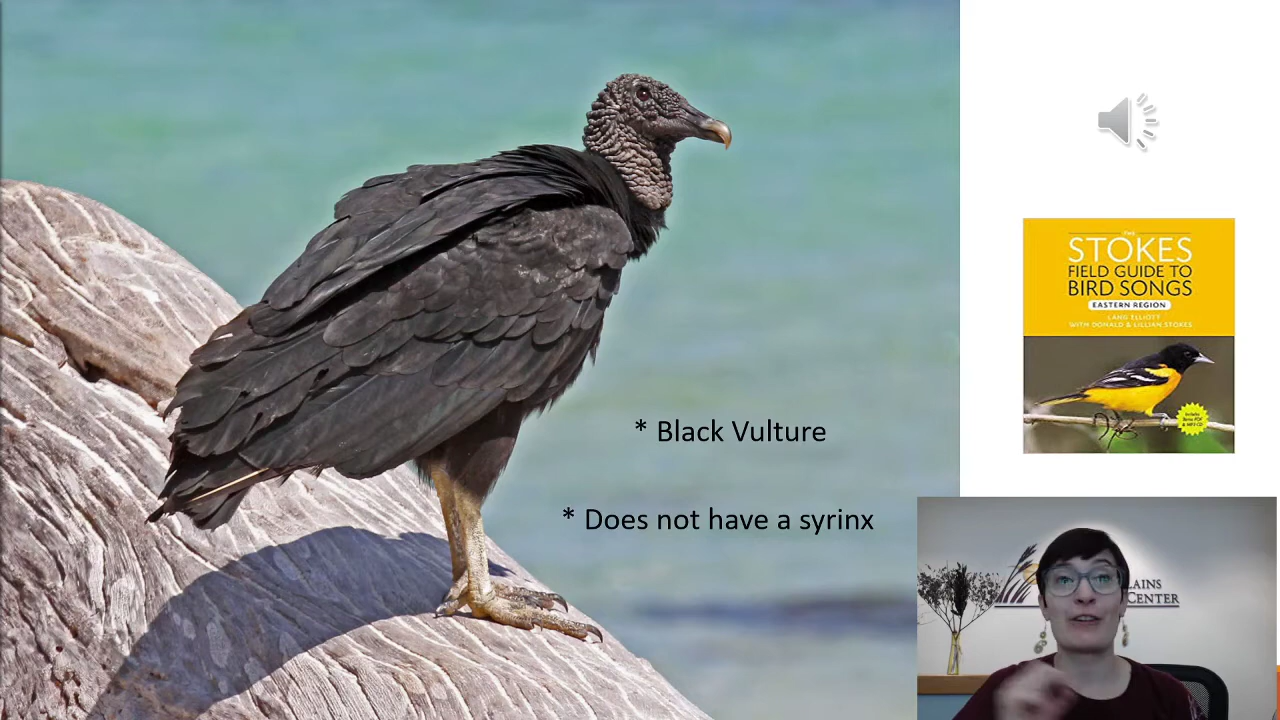 * Black Vulture
* Does not have a syrinx
THE
STOKES
FIELD GUIDE TO
BIRD SONGS
EASTERN REGION
LANG ELLIOTT
WITH DONALD & LILLIAN STOKES
Includes
LAINS
CENTER